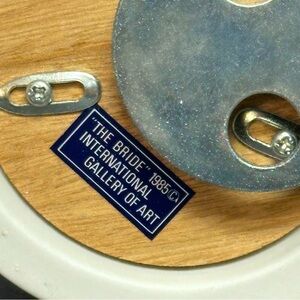 "THE BRIDE" 1985 ©
INTERNATIONAL
GALLERY OF ART